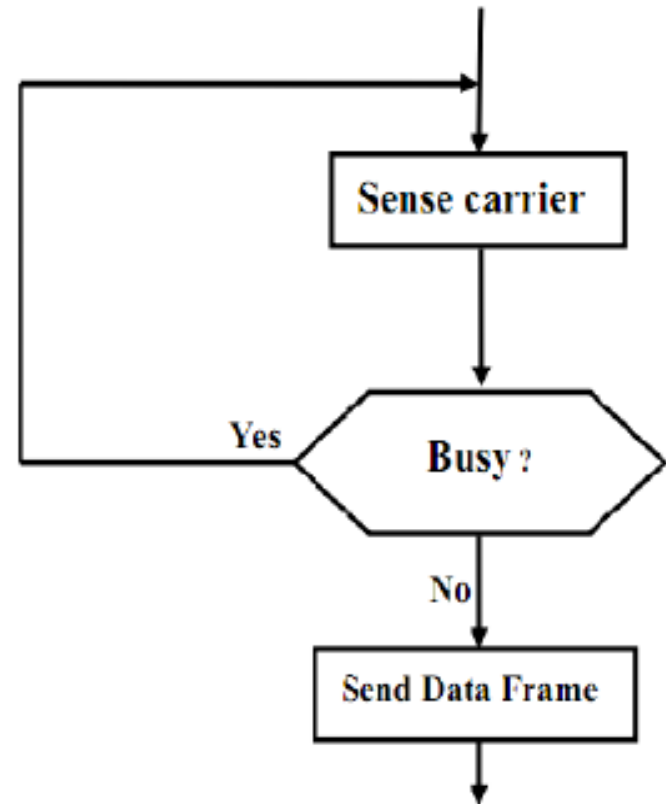 Sense carrier
Yes
Busy ?
No
Send Data Frame